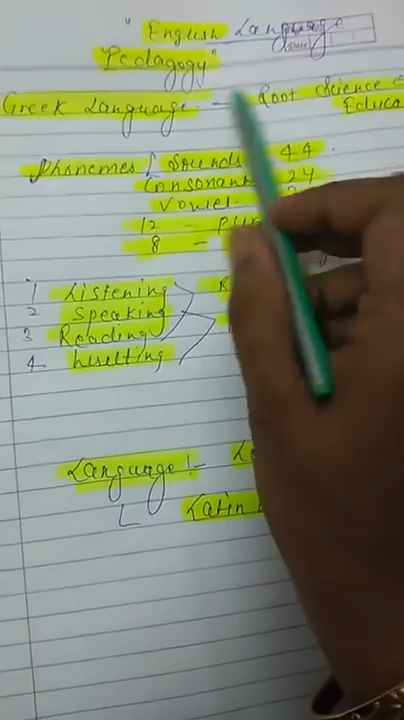 "English Language
Pedagogy"
Greek Language - Root Science &
Educa
Phonemes / Sounds 44
Consonant 24
Vowel
12 - pur
8 -
1 Listening
2 Speaking
3 Reading
4 Writting
Language :-
Latin